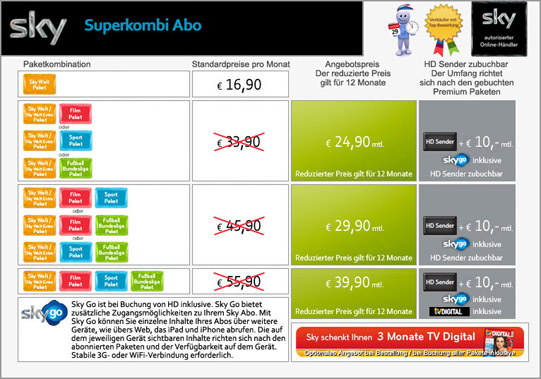 sky Superkombi Abo
29
Verkäufer mit Top-Bewertung
sky
autorisierter
Online-Händler
Paketkombination
Standardpreise pro Monat
Angebotspreis
Der reduzierte Preis
gilt für 12 Monate
HD Sender zubuchbar
Der Umfang richtet
sich nach den gebuchten
Premium Paketen
Sky Welt Paket
€ 16,90
Sky Welt / Sky Welt Extra Paket Film Paket
oder
Sky Welt / Sky Welt Extra Paket Sport Paket
oder
Sky Welt / Sky Welt Extra Paket Fußball Bundesliga Paket
€ 33,90
€ 24,90 mtl.
Reduzierter Preis gilt für 12 Monate
HD Sender + € 10,- mtl.
sky go inklusive
HD Sender zubuchbar
Sky Welt / Sky Welt Extra Paket Film Paket Sport Paket
oder
Sky Welt / Sky Welt Extra Paket Film Paket Fußball Bundesliga Paket
oder
Sky Welt / Sky Welt Extra Paket Sport Paket Fußball Bundesliga Paket
€ 45,90
€ 29,90 mtl.
Reduzierter Preis gilt für 12 Monate
HD Sender + € 10,- mtl.
sky go inklusive
HD Sender zubuchbar
Sky Welt / Sky Welt Extra Paket Film Paket Sport Paket Fußball Bundesliga Paket
€ 55,90
€ 39,90 mtl.
Reduzierter Preis gilt für 12 Monate
HD Sender + € 10,- mtl.
sky go inklusive
TV DIGITAL inklusive
sky go
Sky Go ist bei Buchung von HD inklusive. Sky Go bietet
zusätzliche Zugangsmöglichkeiten zu Ihrem Sky Abo. Mit
Sky Go können Sie einzelne Inhalte Ihres Abos über weitere
Geräte, wie übers Web, das iPad und iPhone abrufen. Die auf
dem jeweiligen Gerät sichtbaren Inhalte richten sich nach den
abonnierten Paketen und der Verfügbarkeit auf dem Gerät.
Stabile 3G- oder WiFi-Verbindung erforderlich.
Sky schenkt Ihnen 3 Monate TV Digital
Optionales Angebot bei Bestellung / bei Buchung aller Pakete inklusive
DIGITAL